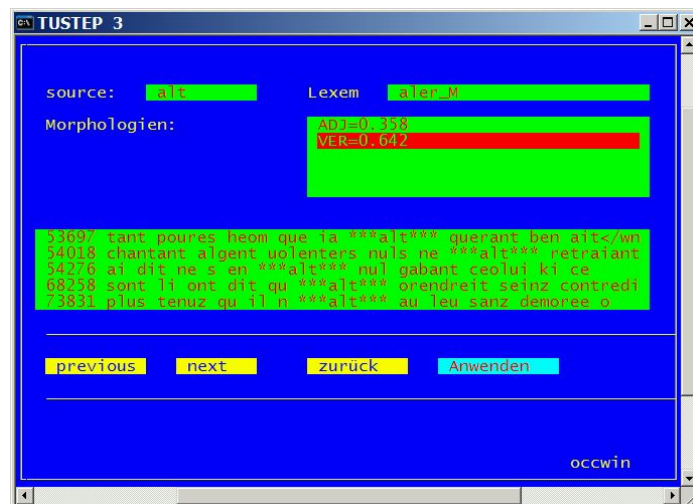 TUSTEP 3
source: alt Lexem aler_M
Morphologien: ADJ=0.358
VER=0.642
53697 tant poures heom que ia ***alt*** querant ben ait</wn
54018 chantant algent uolenters nuls ne ***alt*** retraiant
54276 ai dit ne s en ***alt*** nul gabant ceolui ki ce
68258 sont li ont dit qu ***alt*** orendreit seinz contredi
73831 plus tenuz qu il n ***alt*** au leu sanz demoree o
previous next zurück Anwenden
occwin